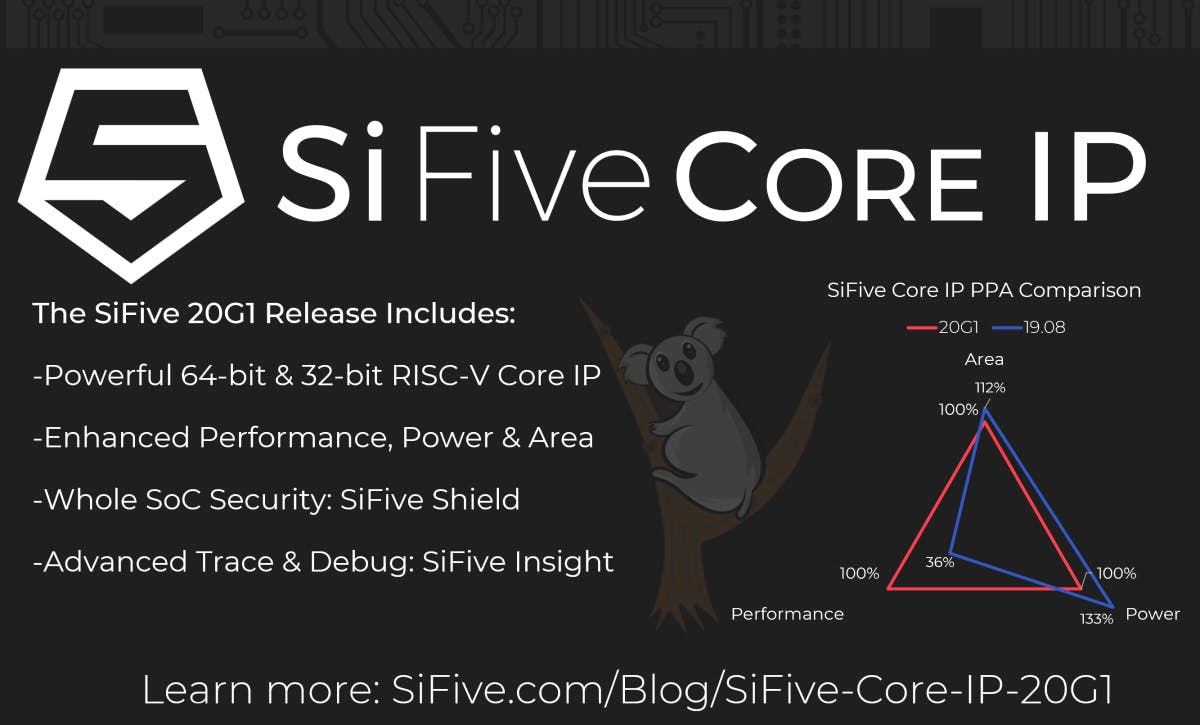 SiFive CORE IP
The SiFive 20G1 Release Includes:
-Powerful 64-bit & 32-bit RISC-V Core IP
-Enhanced Performance, Power & Area
-Whole SoC Security: SiFive Shield
-Advanced Trace & Debug: SiFive Insight
SiFive Core IP PPA Comparison
20G1 19.08
Area
112%
100%
36%
100%
100%
Performance
133%
Power
Learn more: SiFive.com/Blog/SiFive-Core-IP-20G1